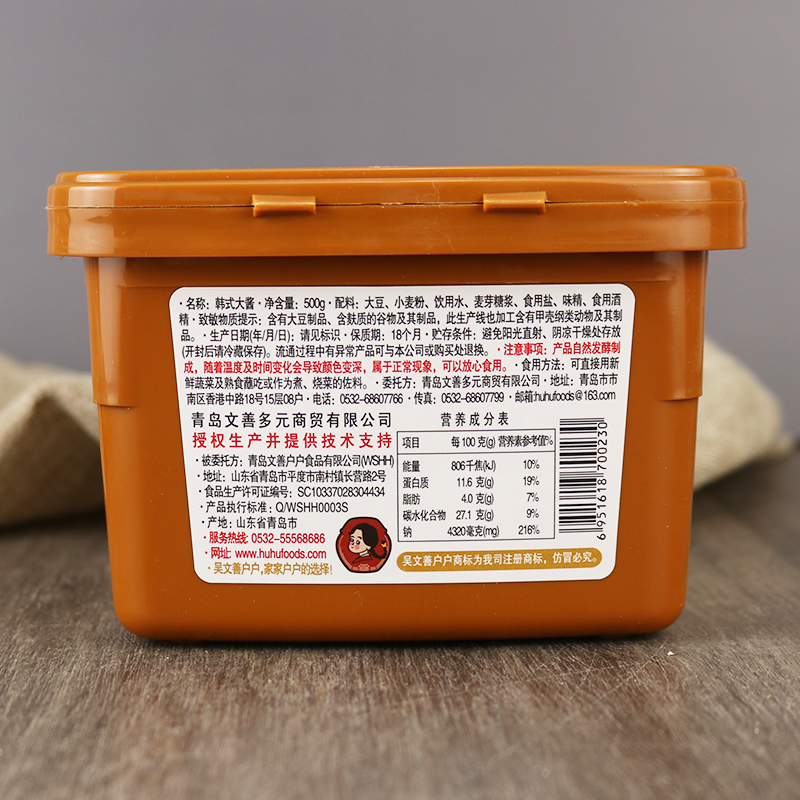 ·名称：韩式大酱·净含量：500g·配料：大豆、小麦粉、饮用水、麦芽糖浆、食用盐、味精、食用酒
精·致敏物质提示：含有大豆制品、含麸质的谷物及其制品，此生产线也加工含有甲壳纲类动物及其制
品。·生产日期(年/月/日)：请见标识·保质期：18个月·贮存条件：避免阳光直射、阴凉干燥处存放
(开封后请冷藏保存)。流通过程中有异常产品可与本公司或购买处退换。·注意事项：产品自然发酵制
成，随着温度及时间变化会导致颜色变深，属于正常现象，可以放心食用。·食用方法：可直接用新
鲜蔬菜及熟食蘸吃或作为煮、烧菜的佐料。·委托方：青岛文善多元商贸有限公司·地址：青岛市市
南区香港中路18号15层08户·电话：0532-68607766·传真：0532-68607799·邮箱:huhufoods@163.com
青岛文善多元商贸有限公司
授权生产并提供技术支持
·被委托方：青岛文善户户食品有限公司(WSHH)
·地址：山东省青岛市平度市南村镇长营路2号
·食品生产许可证编号：SC10337028304434
·产品执行标准：Q/WSHH0003S
·产地：山东省青岛市
·服务热线：0532-55568686
·网址：www.huhufoods.com
·吴文善户户,家家户户的选择!
营养成分表
项目 每100克(g) 营养素参考值%
能量 806千焦(kJ) 10%
蛋白质 11.6 克(g) 19%
脂肪 4.0 克(g) 7%
碳水化合物 27.1 克(g) 9%
钠 4320毫克(mg) 216%
吴文善户户商标为我司注册商标，仿冒必究。
6 951618 700230